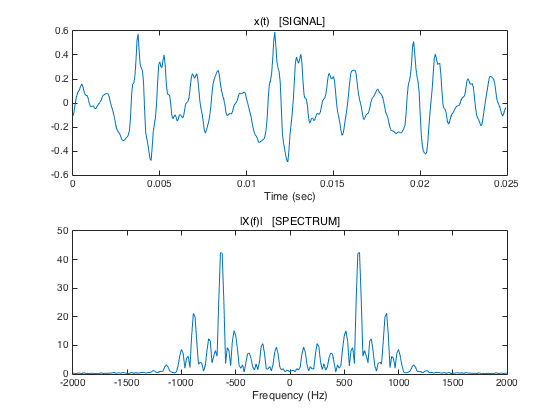 x(t) [SIGNAL]
0.6
0.4
0.2
0
-0.2
-0.4
-0.6
0 0.005 0.01 0.015 0.02 0.025
Time (sec)
|X(f)| [SPECTRUM]
50
40
30
20
10
0
-2000 -1500 -1000 -500 0 500 1000 1500 2000
Frequency (Hz)